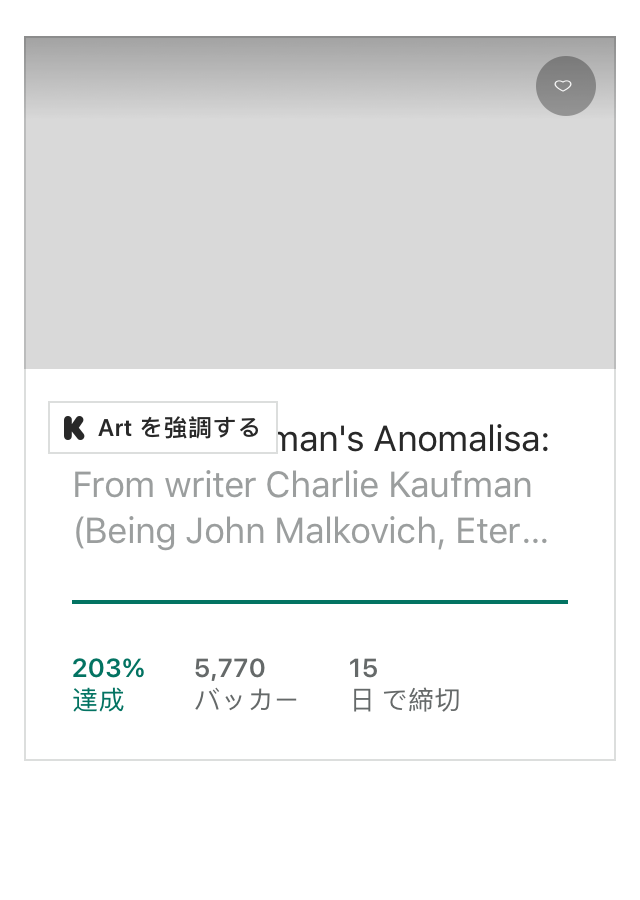 Art を強調する
man's Anomalisa:
From writer Charlie Kaufman
(Being John Malkovich, Eter…
203%
達成
5,770
バッカー
15
日 で締切